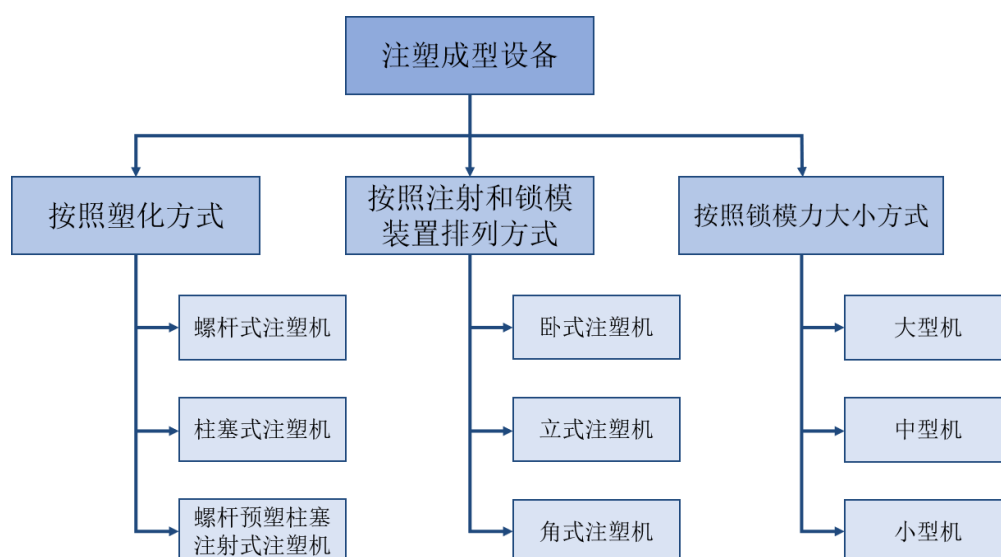 注塑成型设备
按照塑化方式
按照注射和锁模
装置排列方式
按照锁模力大小方式
螺杆式注塑机
卧式注塑机
大型机
柱塞式注塑机
立式注塑机
中型机
螺杆预塑柱塞
注射式注塑机
角式注塑机
小型机